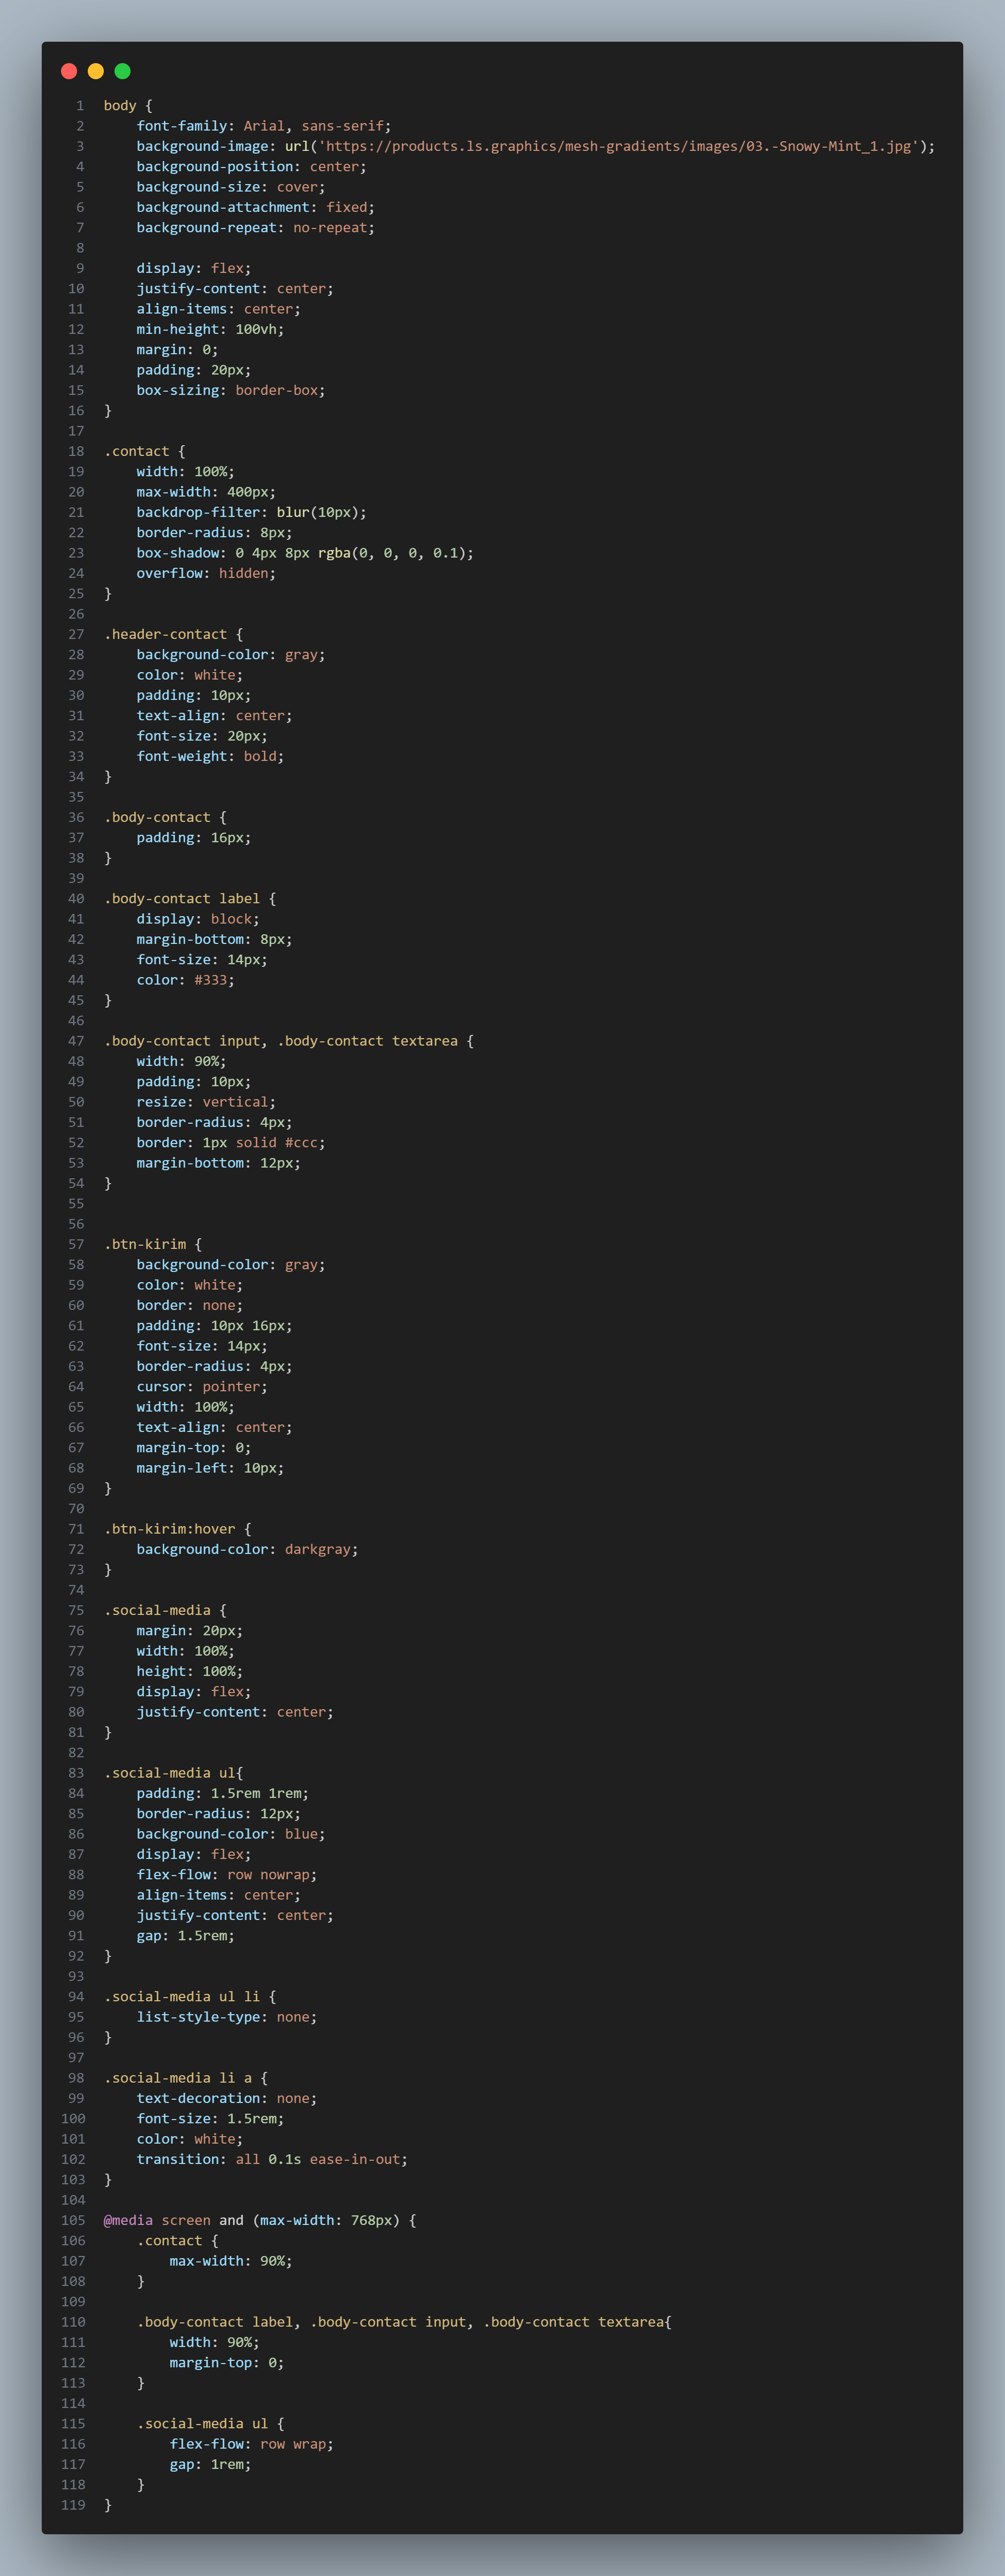 1 body {
2     font-family: Arial, sans-serif;
3     background-image: url('https://products.ls.graphics/mesh-gradients/images/03.-Snowy-Mint_1.jpg');
4     background-position: center;
5     background-size: cover;
6     background-attachment: fixed;
7     background-repeat: no-repeat;
8
9     display: flex;
10     justify-content: center;
11     align-items: center;
12     min-height: 100vh;
13     margin: 0;
14     padding: 20px;
15     box-sizing: border-box;
16 }
17
18 .contact {
19     width: 100%;
20     max-width: 400px;
21     backdrop-filter: blur(10px);
22     border-radius: 8px;
23     box-shadow: 0 4px 8px rgba(0, 0, 0, 0.1);
24     overflow: hidden;
25 }
26
27 .header-contact {
28     background-color: gray;
29     color: white;
30     padding: 10px;
31     text-align: center;
32     font-size: 20px;
33     font-weight: bold;
34 }
35
36 .body-contact {
37     padding: 16px;
38 }
39
40 .body-contact label {
41     display: block;
42     margin-bottom: 8px;
43     font-size: 14px;
44     color: #333;
45 }
46
47 .body-contact input, .body-contact textarea {
48     width: 90%;
49     padding: 10px;
50     resize: vertical;
51     border-radius: 4px;
52     border: 1px solid #ccc;
53     margin-bottom: 12px;
54 }
55
56
57 .btn-kirim {
58     background-color: gray;
59     color: white;
60     border: none;
61     padding: 10px 16px;
62     font-size: 14px;
63     border-radius: 4px;
64     cursor: pointer;
65     width: 100%;
66     text-align: center;
67     margin-top: 0;
68     margin-left: 10px;
69 }
70
71 .btn-kirim:hover {
72     background-color: darkgray;
73 }
74
75 .social-media {
76     margin: 20px;
77     width: 100%;
78     height: 100%;
79     display: flex;
80     justify-content: center;
81 }
82
83 .social-media ul{
84     padding: 1.5rem 1rem;
85     border-radius: 12px;
86     background-color: blue;
87     display: flex;
88     flex-flow: row nowrap;
89     align-items: center;
90     justify-content: center;
91     gap: 1.5rem;
92 }
93
94 .social-media ul li {
95     list-style-type: none;
96 }
97
98 .social-media li a {
99     text-decoration: none;
100     font-size: 1.5rem;
101     color: white;
102     transition: all 0.1s ease-in-out;
103 }
104
105 @media screen and (max-width: 768px) {
106     .contact {
107         max-width: 90%;
108     }
109
110     .body-contact label, .body-contact input, .body-contact textarea{
111         width: 90%;
112         margin-top: 0;
113     }
114
115     .social-media ul {
116         flex-flow: row wrap;
117         gap: 1rem;
118     }
119 }